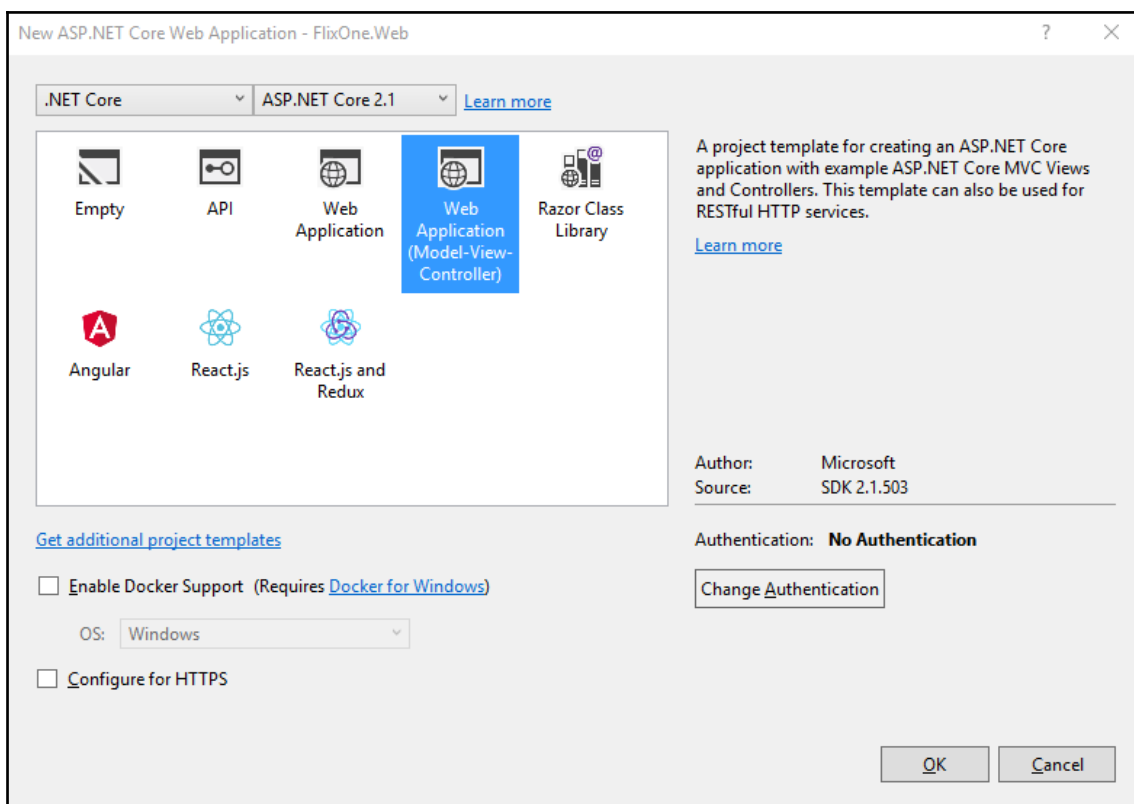 New ASP.NET Core Web Application - FlixOne.Web
?
.NET Core
ASP.NET Core 2.1
Learn more
Empty
API
Web
Application
Web
Application
(Model-View-
Controller)
Razor Class
Library
Angular
React.js
React.js and
Redux
A project template for creating an ASP.NET Core
application with example ASP.NET Core MVC Views
and Controllers. This template can also be used for
RESTful HTTP services.
Learn more
Author: Microsoft
Source: SDK 2.1.503
Get additional project templates
Authentication: No Authentication
Enable Docker Support (Requires Docker for Windows)
Change Authentication
OS: Windows
Configure for HTTPS
OK
Cancel